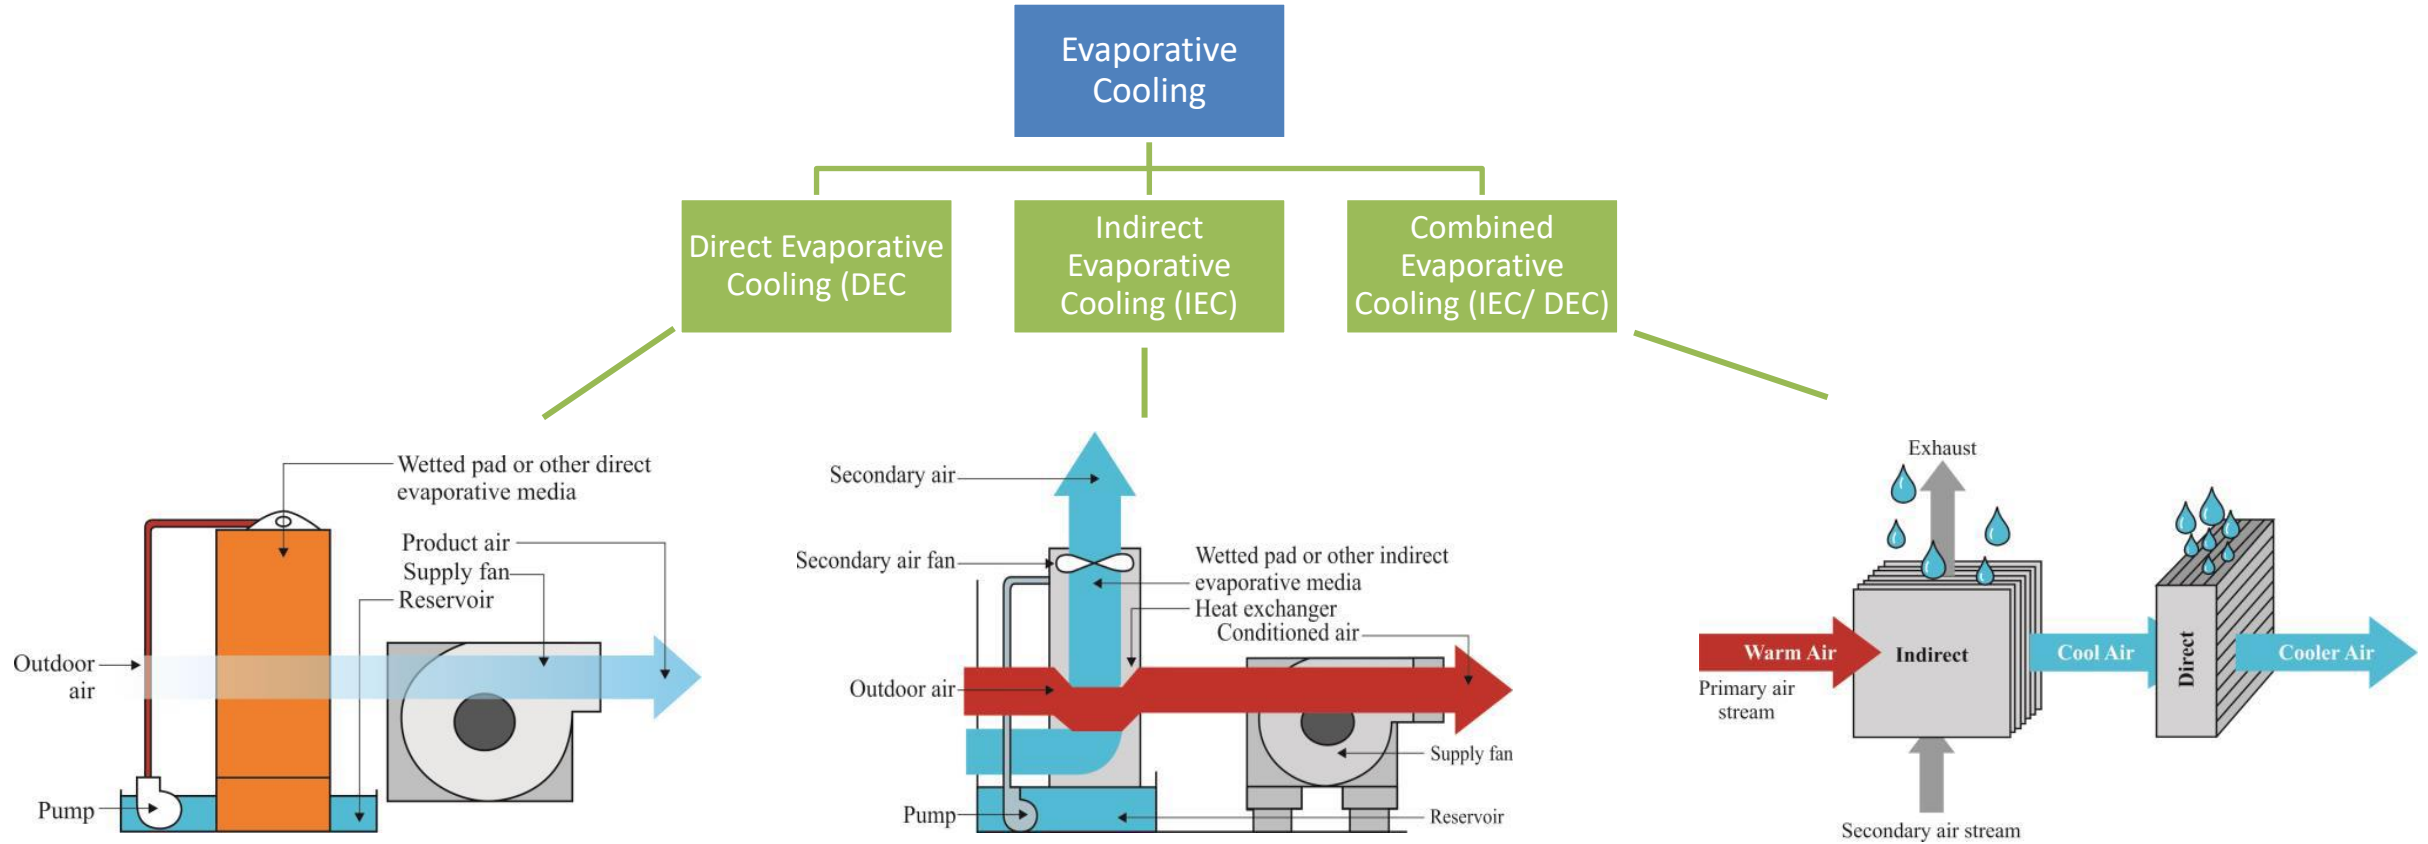 Evaporative
Cooling
Direct Evaporative
Cooling (DEC
Indirect
Evaporative
Cooling (IEC)
Combined
Evaporative
Cooling (IEC/ DEC)
Wetted pad or other direct
evaporative media
Product air
Supply fan
Reservoir
Outdoor
air
Pump
Secondary air
Secondary air fan
Wetted pad or other indirect
evaporative media
Heat exchanger
Conditioned air
Outdoor air
Supply fan
Pump
Reservoir
Exhaust
Warm Air
Indirect
Cool Air
Direct
Cooler Air
Primary air
stream
Secondary air stream